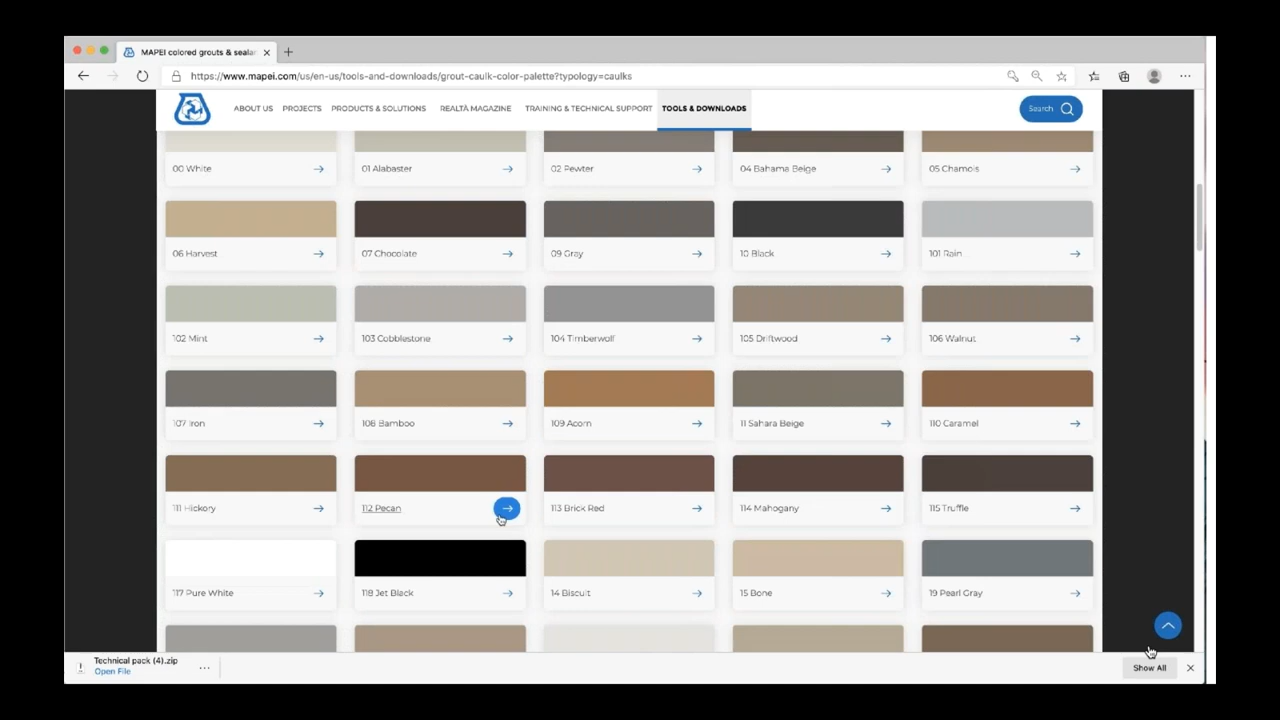 MAPEI colored grouts & sealan
https://www.mapei.com/us/en-us/tools-and-downloads/grout-caulk-color-palette?typology=caulks
ABOUT US PROJECTS PRODUCTS & SOLUTIONS REALTÀ MAGAZINE TRAINING & TECHNICAL SUPPORT TOOLS & DOWNLOADS Search
00 White 01 Alabaster 02 Pewter 04 Bahama Beige 05 Chamois
06 Harvest 07 Chocolate 09 Gray 10 Black 101 Rain
102 Mint 103 Cobblestone 104 Timberwolf 105 Driftwood 106 Walnut
107 Iron 108 Bamboo 109 Acorn 11 Sahara Beige 110 Caramel
111 Hickory 112 Pecan 113 Brick Red 114 Mahogany 115 Truffle
117 Pure White 118 Jet Black 14 Biscuit 15 Bone 19 Pearl Gray
Technical pack (4).zip
Open File
Show All